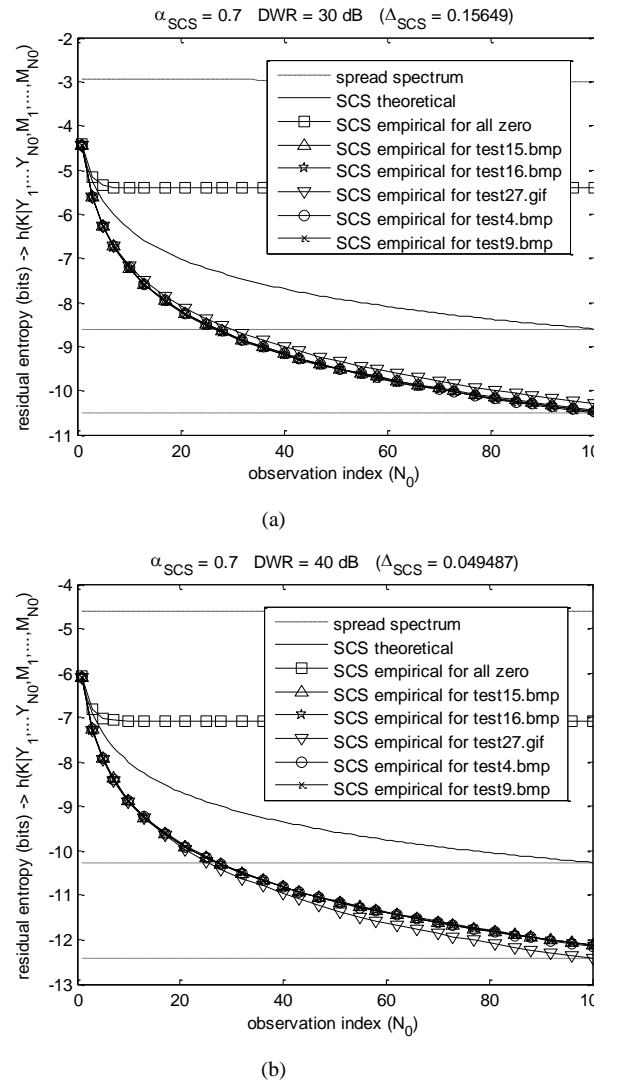 α_SCS = 0.7 DWR = 30 dB (Δ_SCS = 0.15649)
residual entropy (bits) -> h(K|Y_1,...Y_N0,M_1,...,M_N0)
-2
-3
-4
-5
-6
-7
-8
-9
-10
-11
spread spectrum
SCS theoretical
SCS empirical for all zero
SCS empirical for test15.bmp
SCS empirical for test16.bmp
SCS empirical for test27.gif
SCS empirical for test4.bmp
SCS empirical for test9.bmp
0 20 40 60 80 10
observation index (N_0)
(a)
α_SCS = 0.7 DWR = 40 dB (Δ_SCS = 0.049487)
residual entropy (bits) -> h(K|Y_1,...Y_N0,M_1,...,M_N0)
-4
-5
-6
-7
-8
-9
-10
-11
-12
-13
spread spectrum
SCS theoretical
SCS empirical for all zero
SCS empirical for test15.bmp
SCS empirical for test16.bmp
SCS empirical for test27.gif
SCS empirical for test4.bmp
SCS empirical for test9.bmp
0 20 40 60 80 10
observation index (N_0)
(b)